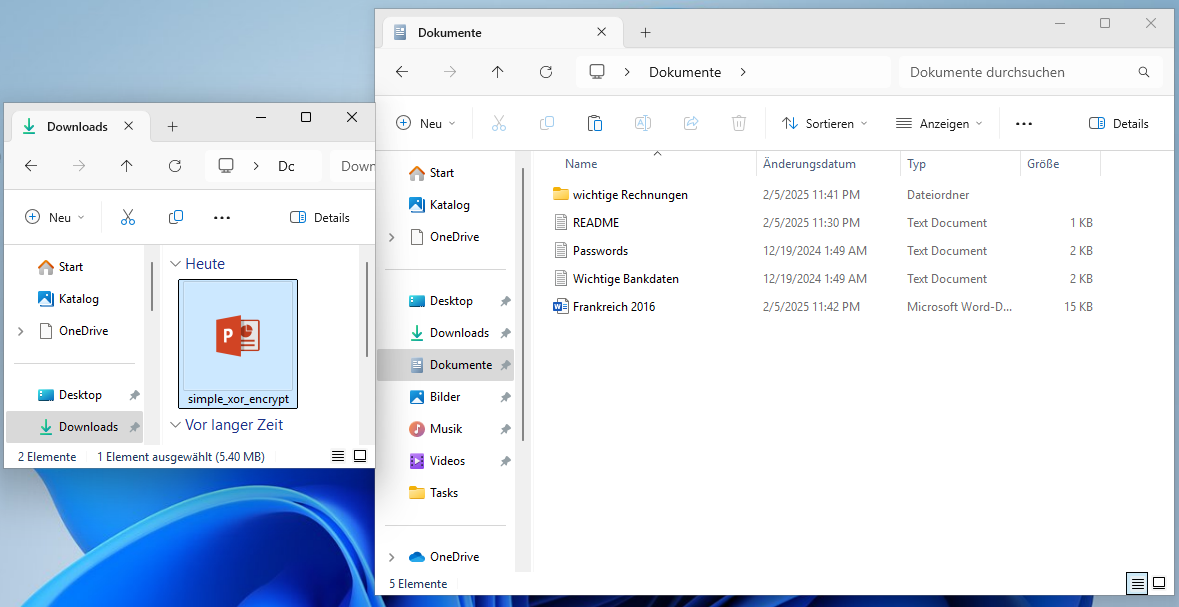 Downloads
Dc
Down
Neu
Details
Start
Katalog
OneDrive
Desktop
Downloads
Heute
P
simple_xor_encrypt
Vor langer Zeit
2 Elemente 1 Element ausgewählt (5.40 MB)
Dokumente
Dokumente
Dokumente durchsuchen
Neu
A
Sortieren
Anzeigen
Details
Start
Katalog
OneDrive
Desktop
Downloads
Dokumente
Bilder
Musik
Videos
Tasks
OneDrive
Name Änderungsdatum Typ Größe
wichtige Rechnungen 2/5/2025 11:41 PM Dateiordner
README 2/5/2025 11:30 PM Text Document 1 KB
Passwords 12/19/2024 1:49 AM Text Document 2 KB
Wichtige Bankdaten 12/19/2024 1:49 AM Text Document 2 KB
W Frankreich 2016 2/5/2025 11:42 PM Microsoft Word-D... 15 KB
5 Elemente